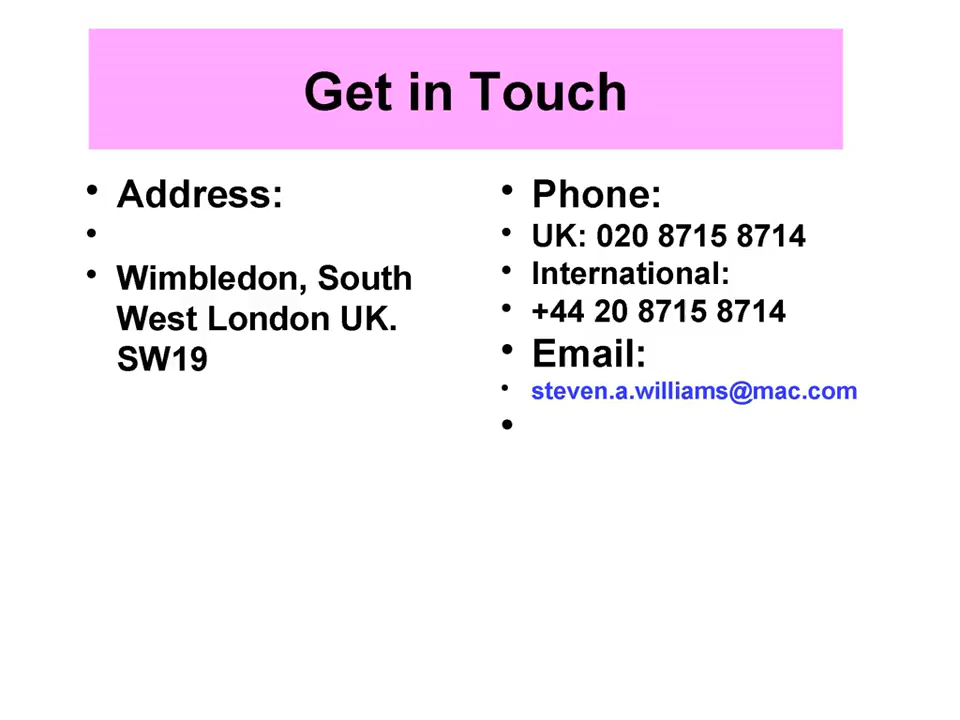 Get in Touch
• Address:
•
• Wimbledon, South
West London UK.
SW19
• Phone:
• UK: 020 8715 8714
• International:
• +44 20 8715 8714
• Email:
• steven.a.williams@mac.com
•